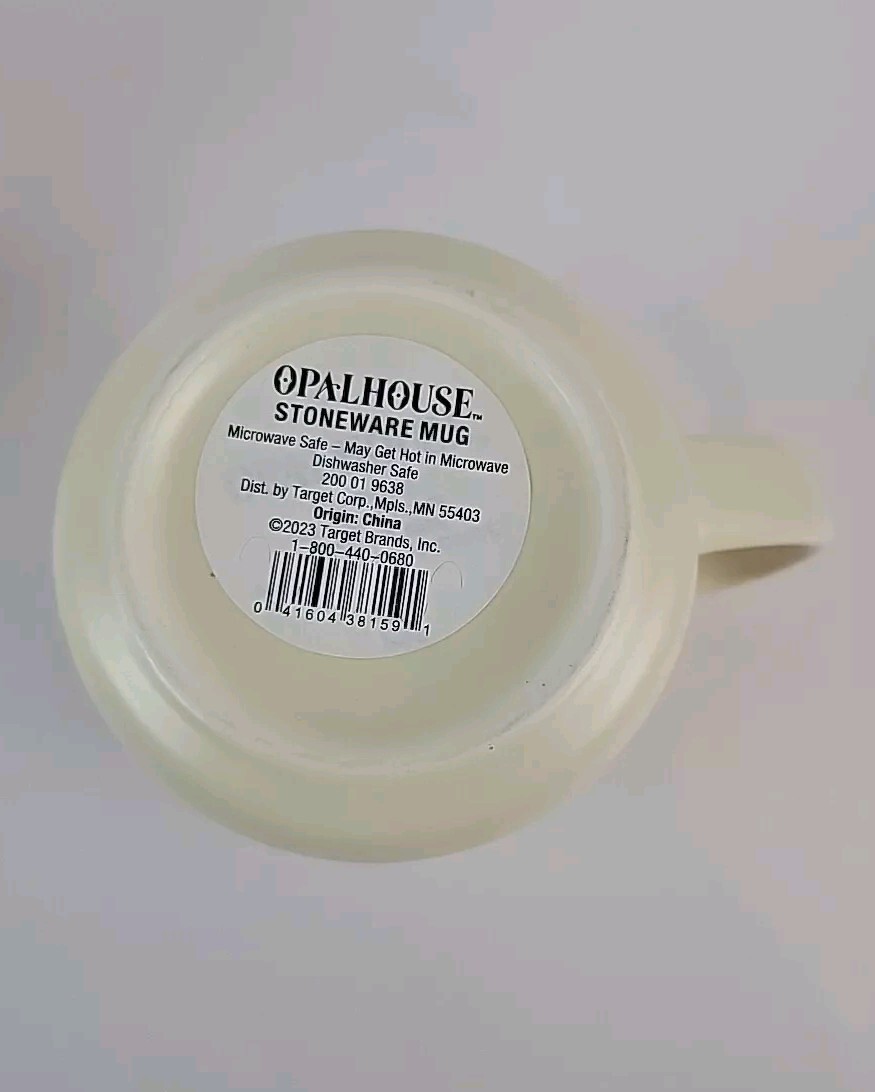 OPALHOUSE™
STONEWARE MUG
Microwave Safe – May Get Hot in Microwave
Dishwasher Safe
200 01 9638
Dist. by Target Corp.,Mpls.,MN 55403
Origin: China
©2023 Target Brands, Inc.
1-800-440-0680
0 41604 38159 1